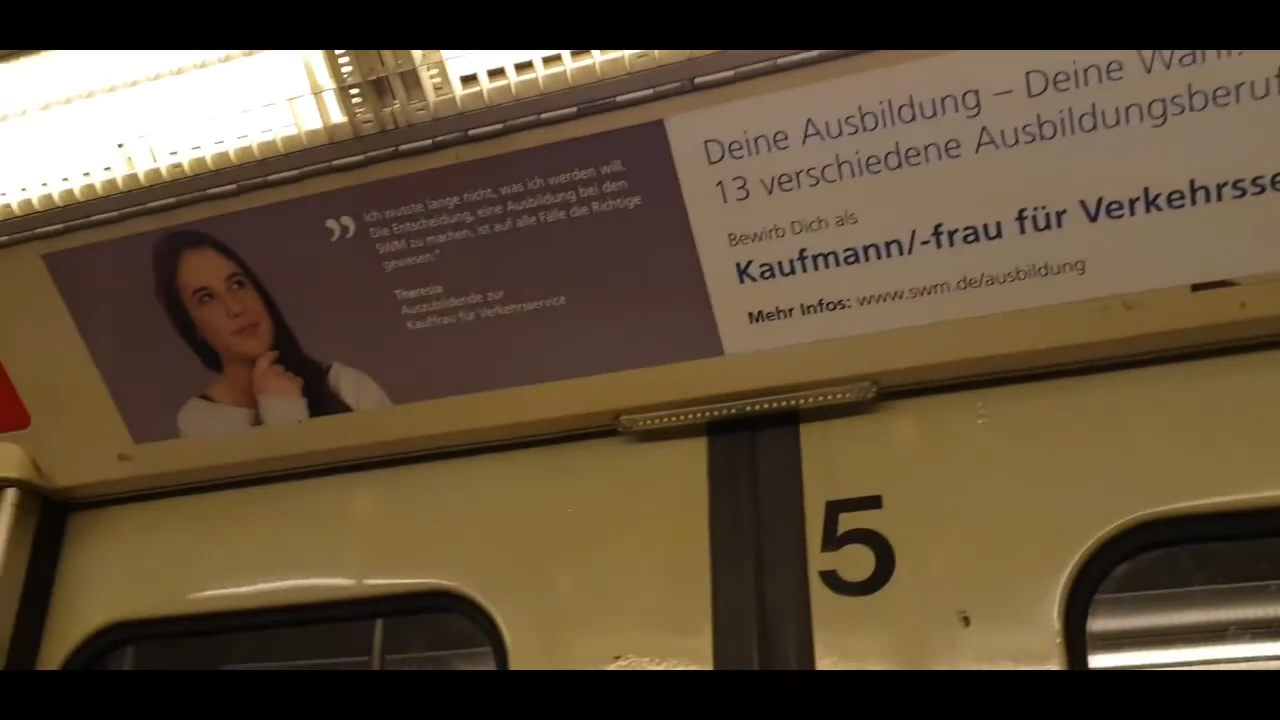 Ich wusste lange nicht, was ich werden will.
Die Entscheidung, eine Ausbildung bei den
SWM zu machen, ist auf alle Fälle die Richtige
gewesen."
Theresia
Auszubildende zur
Kauffrau für Verkehrsservice
Deine Ausbildung – Deine Wahl:
13 verschiedene Ausbildungsberuf
Bewirb Dich als
Kaufmann/-frau für Verkehrsse
Mehr Infos: www.swm.de/ausbildung
5